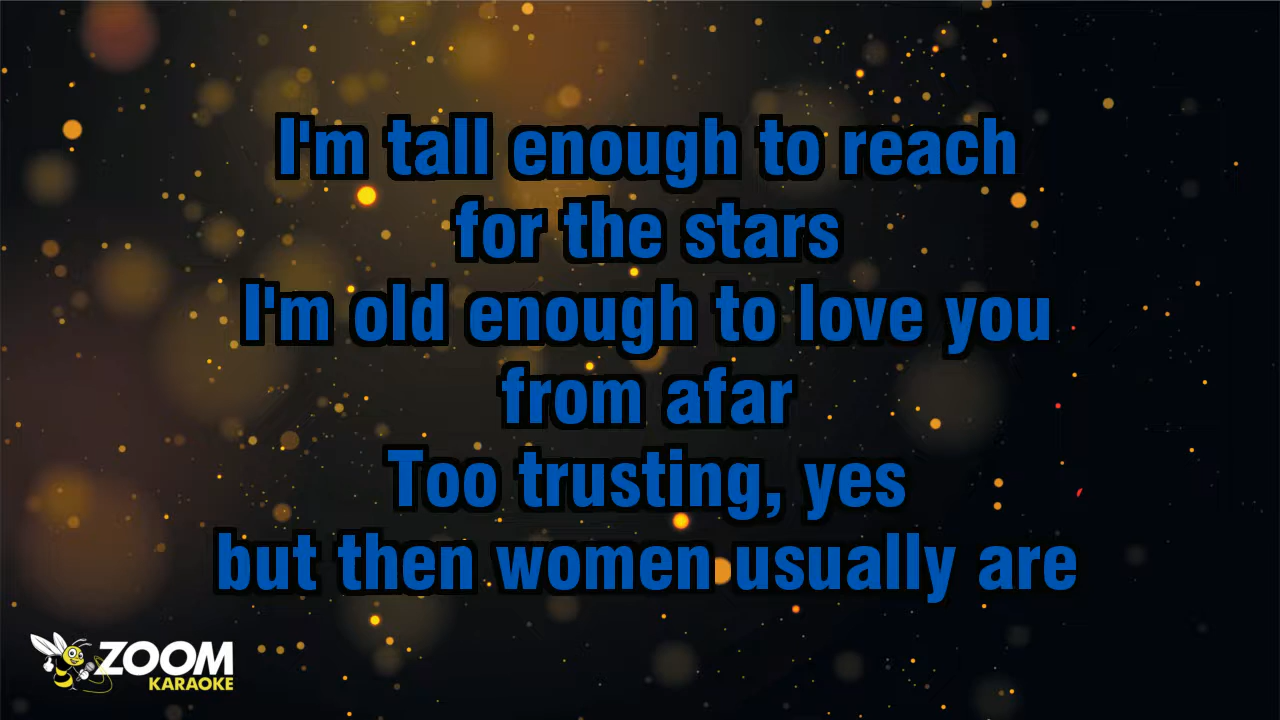 I'm tall enough to reach
for the stars
I'm old enough to love you
from afar
Too trusting, yes
but then women usually are
ZOOM
KARAOKE